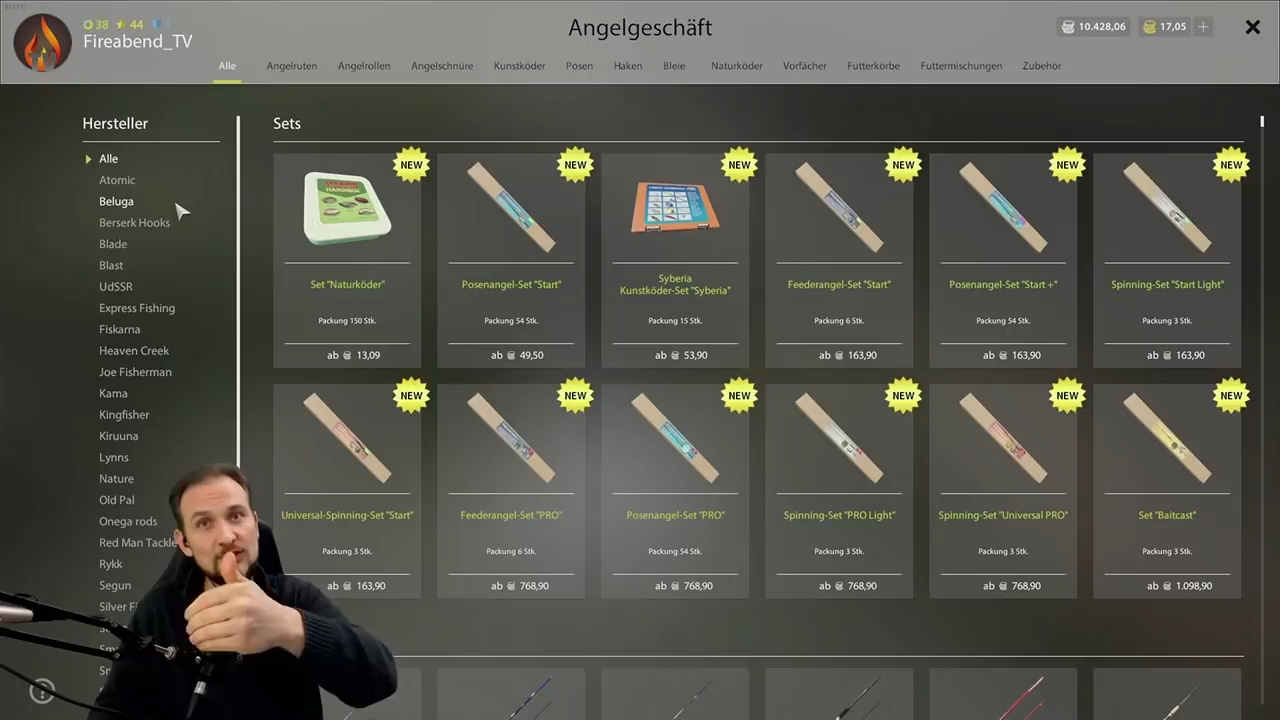 38 44
Fireabend_TV
Angelgeschäft
10.428,06 17,05 +
Alle Angelruten Angelrollen Angelschnüre Kunstköder Posen Haken Bleie Naturköder Vorfächer Futterkörbe Futtermischungen Zubehör
Hersteller
Alle
Atomic
Beluga
Berserk Hooks
Blade
Blast
UdSSR
Express Fishing
Fiskarna
Heaven Creek
Joe Fisherman
Kama
Kingfisher
Kiruuna
Lynns
Nature
Old Pal
Onega rods
Red Man Tackle
Rykk
Segun
Sets
NEW NEW NEW NEW NEW NEW
Set "Naturköder"
Packung 150 Stk.
ab 13,09
Posenangel-Set "Start"
Packung 54 Stk.
ab 49,50
Syberia
Kunstköder-Set "Syberia"
Packung 15 Stk.
ab 53,90
Feederangel-Set "Start"
Packung 6 Stk.
ab 163,90
Posenangel-Set "Start +"
Packung 54 Stk.
ab 163,90
Spinning-Set "Start Light"
Packung 3 Stk.
ab 163,90
NEW NEW NEW NEW NEW NEW
Universal-Spinning-Set "Start"
Packung 3 Stk.
ab 163,90
Feederangel-Set "PRO"
Packung 6 Stk.
ab 768,90
Posenangel-Set "PRO"
Packung 54 Stk.
ab 768,90
Spinning-Set "PRO Light"
Packung 3 Stk.
ab 768,90
Spinning-Set "Universal PRO"
Packung 3 Stk.
ab 768,90
Set "Baitcast"
Packung 3 Stk.
ab 1.098,90